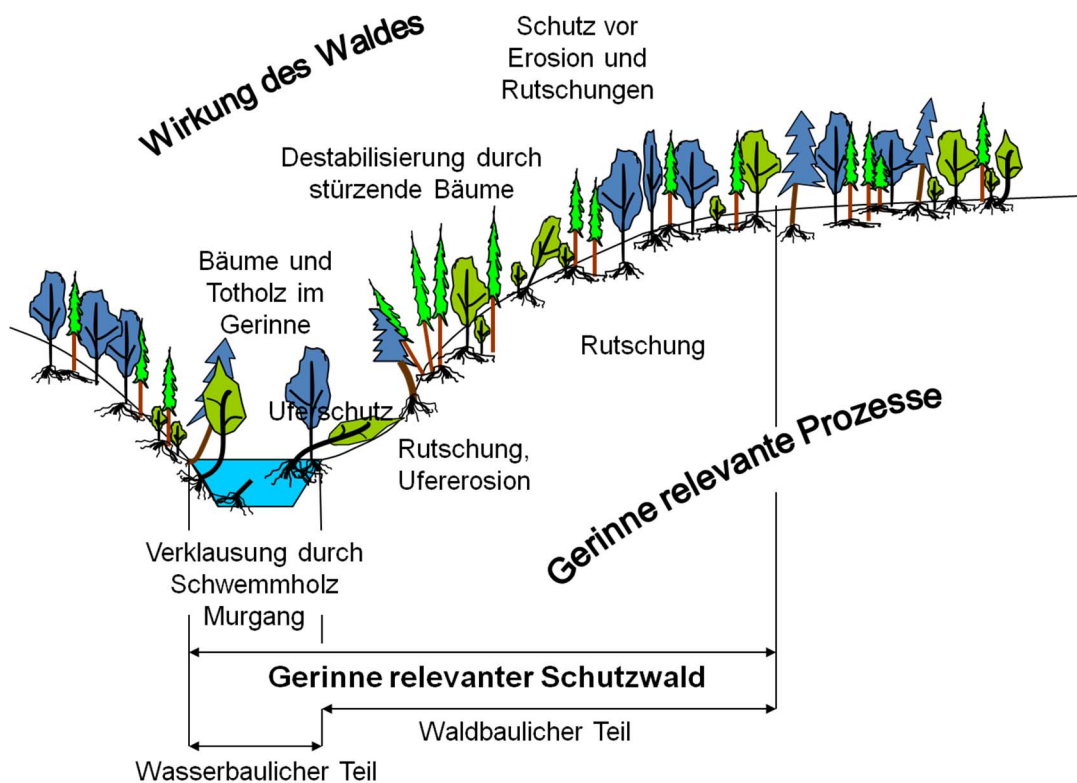 Wirkung des Waldes
Schutz vor
Erosion und
Rutschungen
Destabilisierung durch
stürzende Bäume
Bäume und
Totholz im
Gerinne
Uferschutz
Rutschung
Rutschung,
Ufererosion
Gerinne relevante Prozesse
Verklausung durch
Schwemmholz
Murgang
Gerinne relevanter Schutzwald
Waldbaulicher Teil
Wasserbaulicher Teil